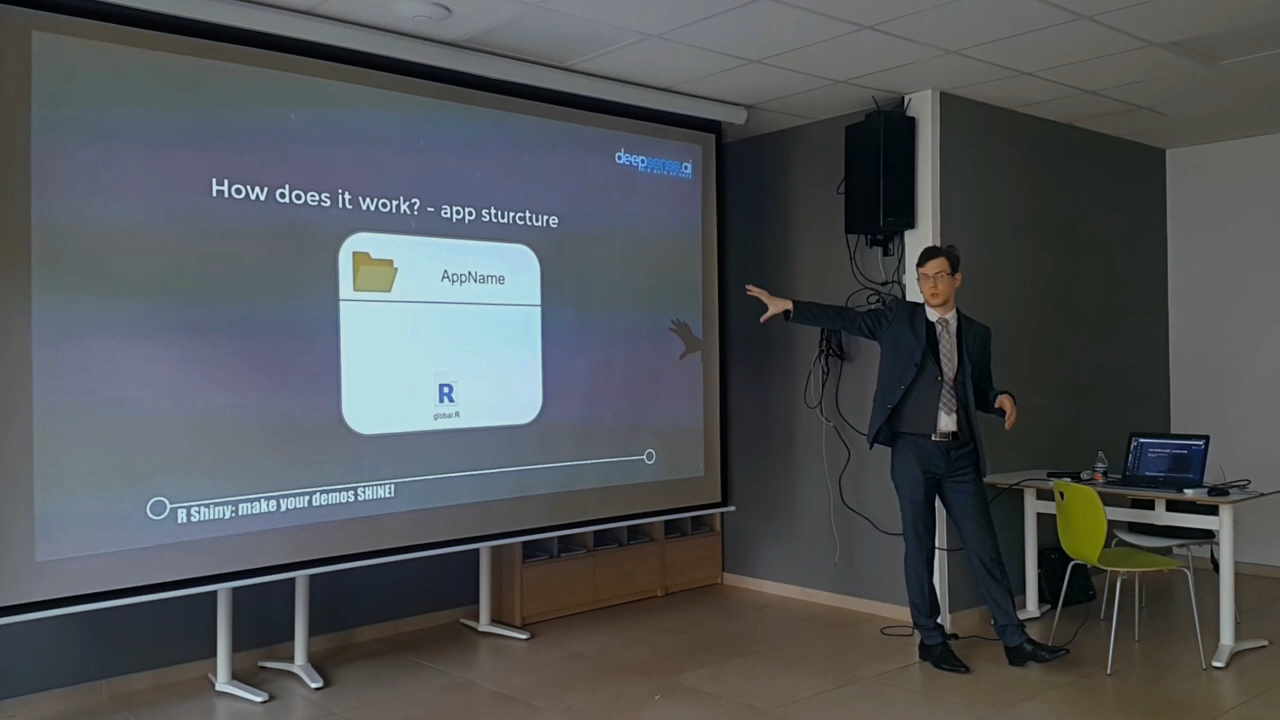 deepsense.ai
How does it work? - app sturcture
AppName
R
global.R
R Shiny: make your demos SHINE!